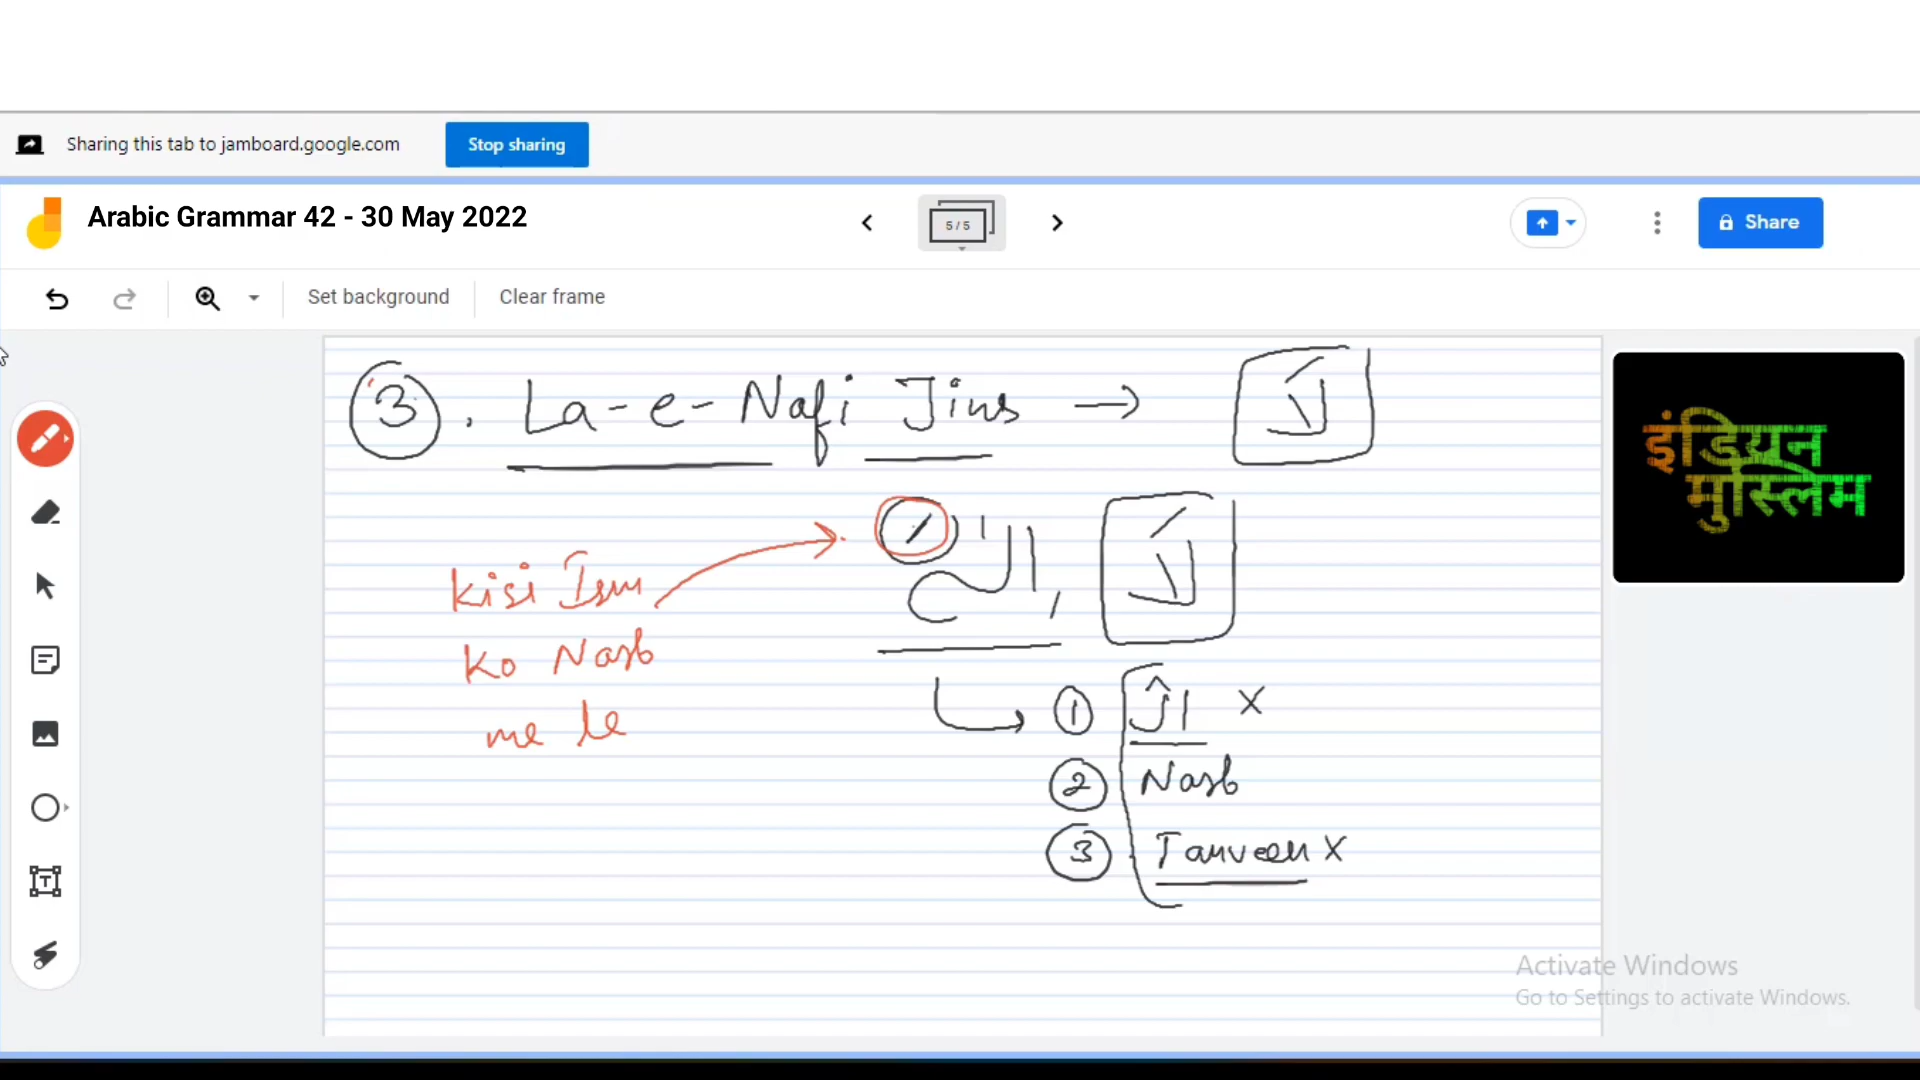 Sharing this tab to jamboard.google.com Stop sharing
Arabic Grammar 42 - 30 May 2022
5 / 5
Share
Set background Clear frame
3. La-e-Nafi Jins → لا
لا
Kisi Ism
Ko Nasb
me le
1 ال X
2 Nasb
3 Tanveen X
इंडियन
मुस्लिम
Activate Windows
Go to Settings to activate Windows.